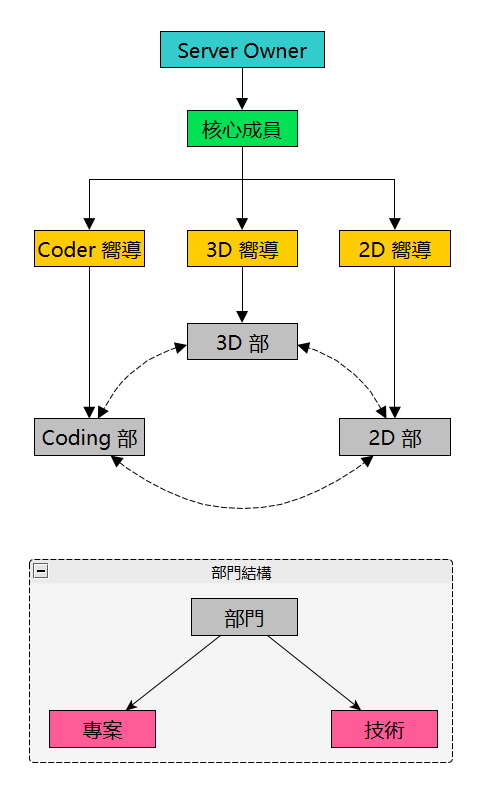 Server Owner
核心成員
Coder 嚮導
3D 嚮導
2D 嚮導
3D 部
Coding 部
2D 部
部門結構
部門
專案
技術